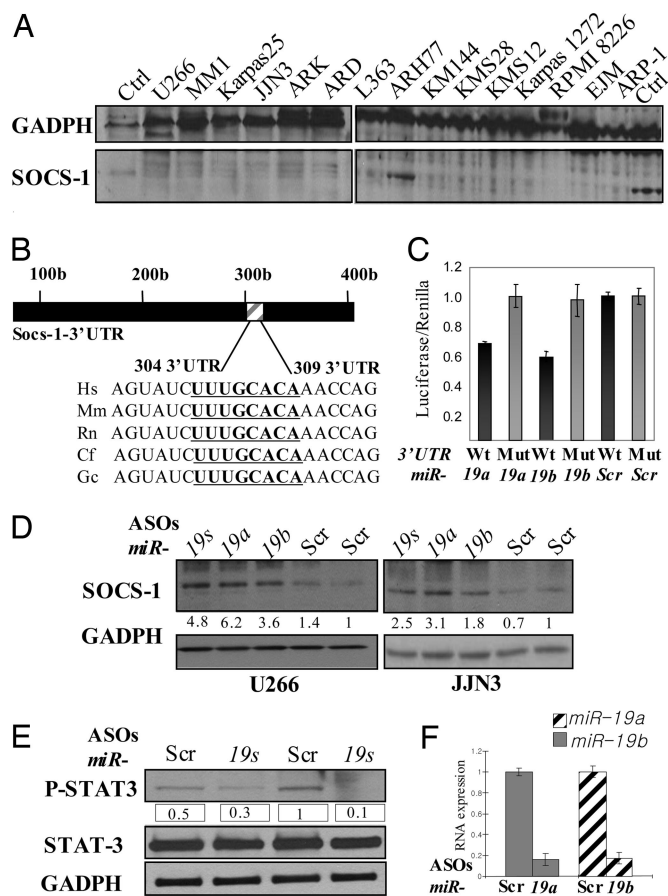 A
Ctrl U266 MM1 Karpas25 JJN3 ARK ARD L363 ARH77 KM144 KMS28 KMS12 Karpas 1272 RPMI 8226 EJM ARP-1 Ctrl
GADPH
SOCS-1
B
100b 200b 300b 400b
Socs-1-3'UTR
304 3'UTR 309 3'UTR
Hs AGUAUCUUUGCACAAACCAG
Mm AGUAUCUUUGCACAAACCAG
Rn AGUAUCUUUGCACAAACCAG
Cf AGUAUCUUUGCACAAACCAG
Gc AGUAUCUUUGCACAAACCAG
C
Luciferase/Renilla
1.2
1.0
0.8
0.6
0.4
0.2
3'UTR Wt Mut Wt Mut Wt Mut
miR- 19a 19a 19b 19b Scr Scr
D
ASOs
miR- 19s 19a 19b Scr Scr 19s 19a 19b Scr Scr
SOCS-1
4.8 6.2 3.6 1.4 1 2.5 3.1 1.8 0.7 1
GADPH
U266 JJN3
E
ASOs
miR- Scr 19s Scr 19s
P-STAT3
0.5 0.3 1 0.1
STAT-3
GADPH
F
miR-19a
miR-19b
RNA expression
1.2
1
0.8
0.6
0.4
0.2
0
ASOs
miR- Scr 19a Scr 19b